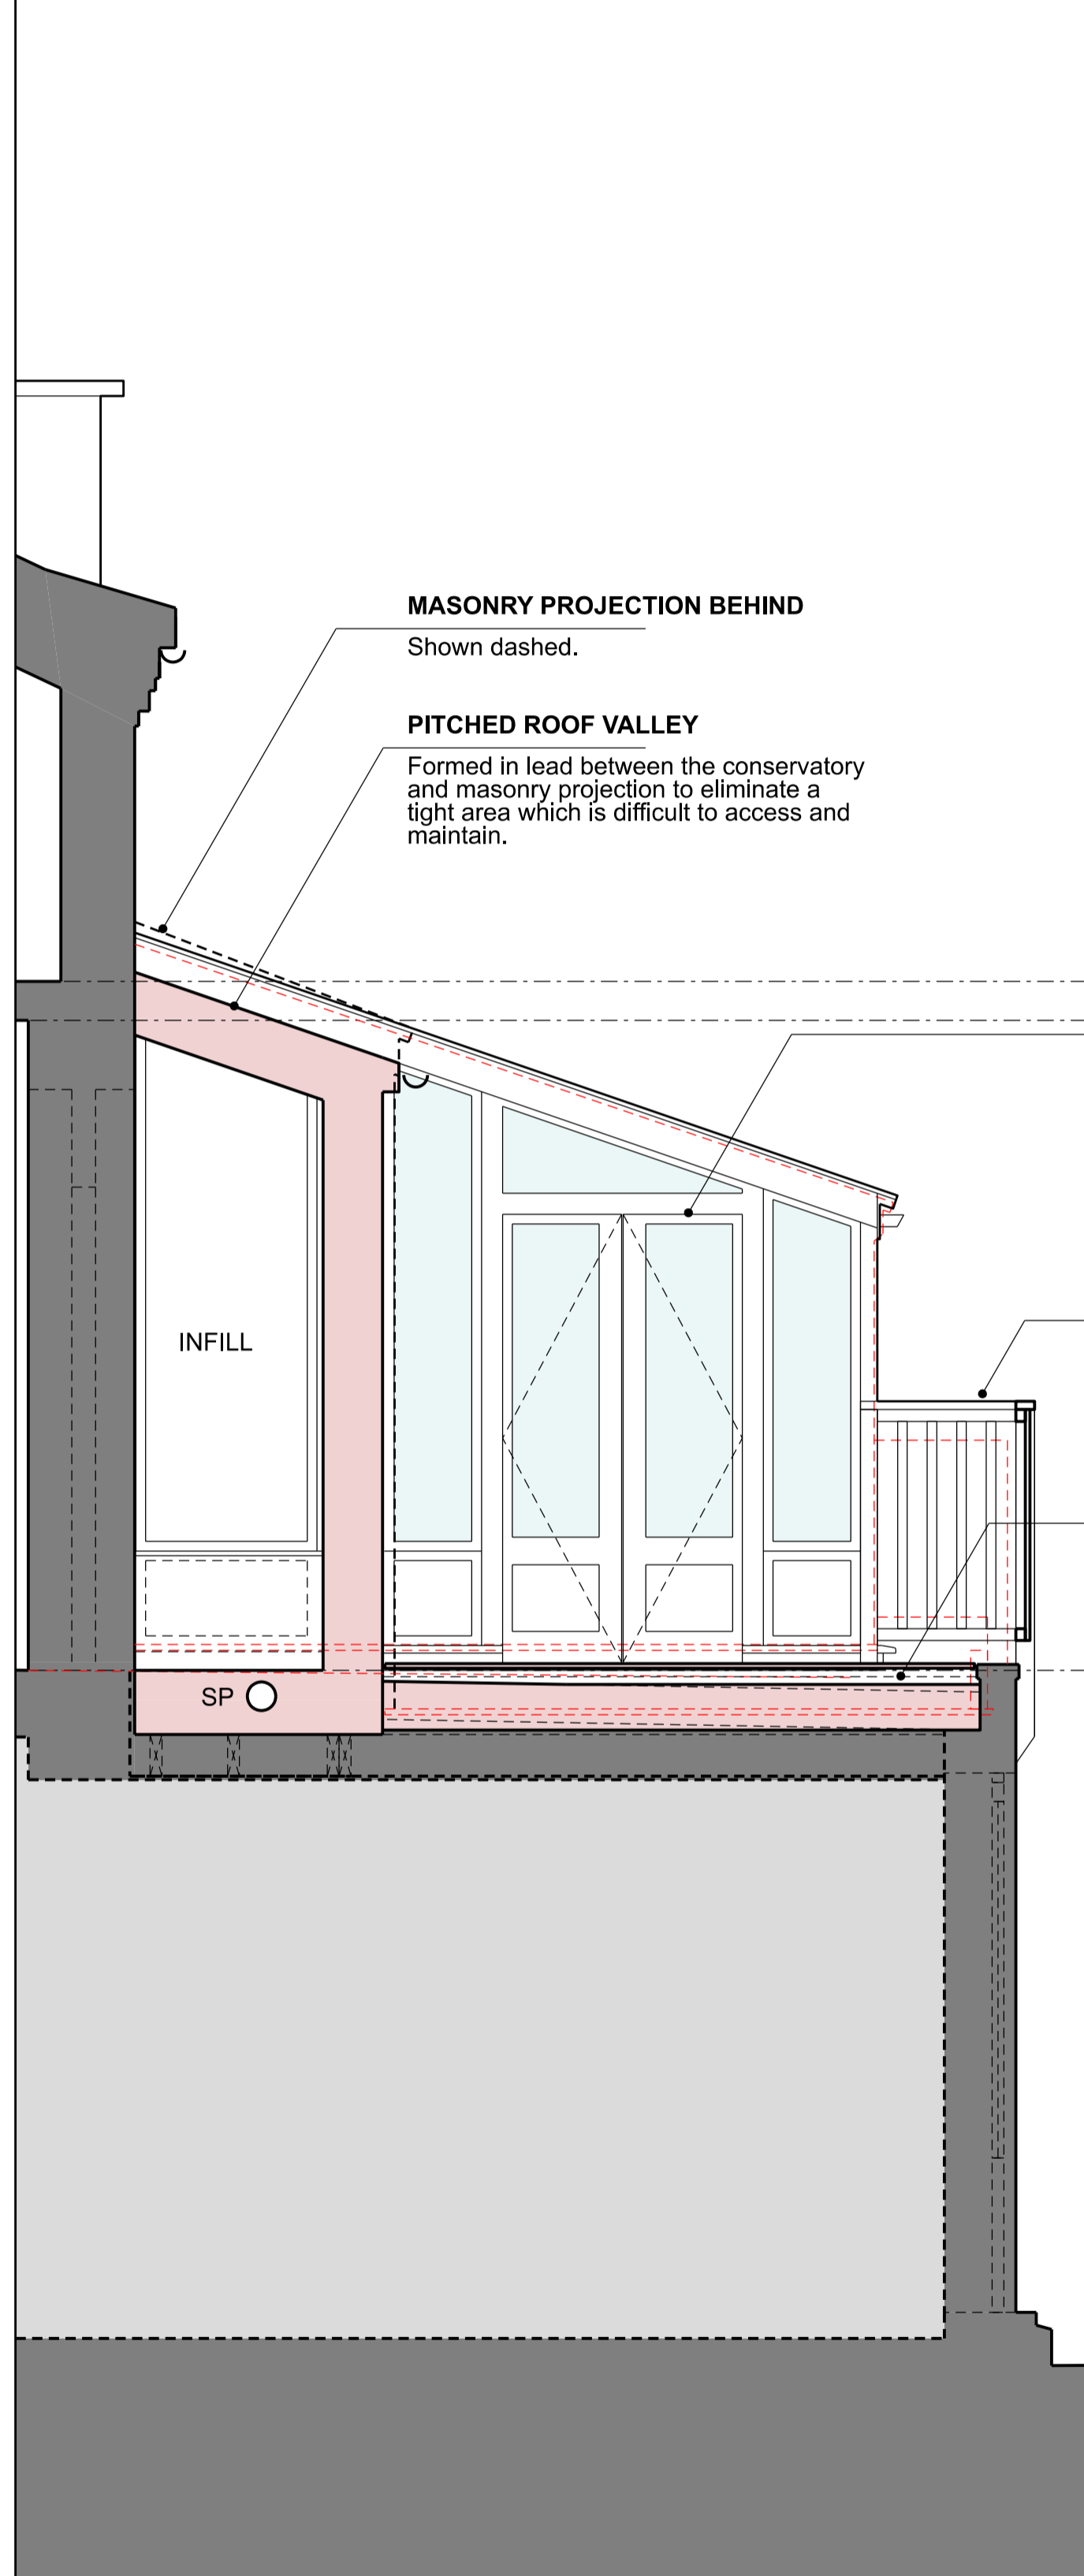 MASONRY PROJECTION BEHIND
Shown dashed.
PITCHED ROOF VALLEY
Formed in lead between the conservatory
and masonry projection to eliminate a
tight area which is difficult to access and
maintain.
INFILL
SP